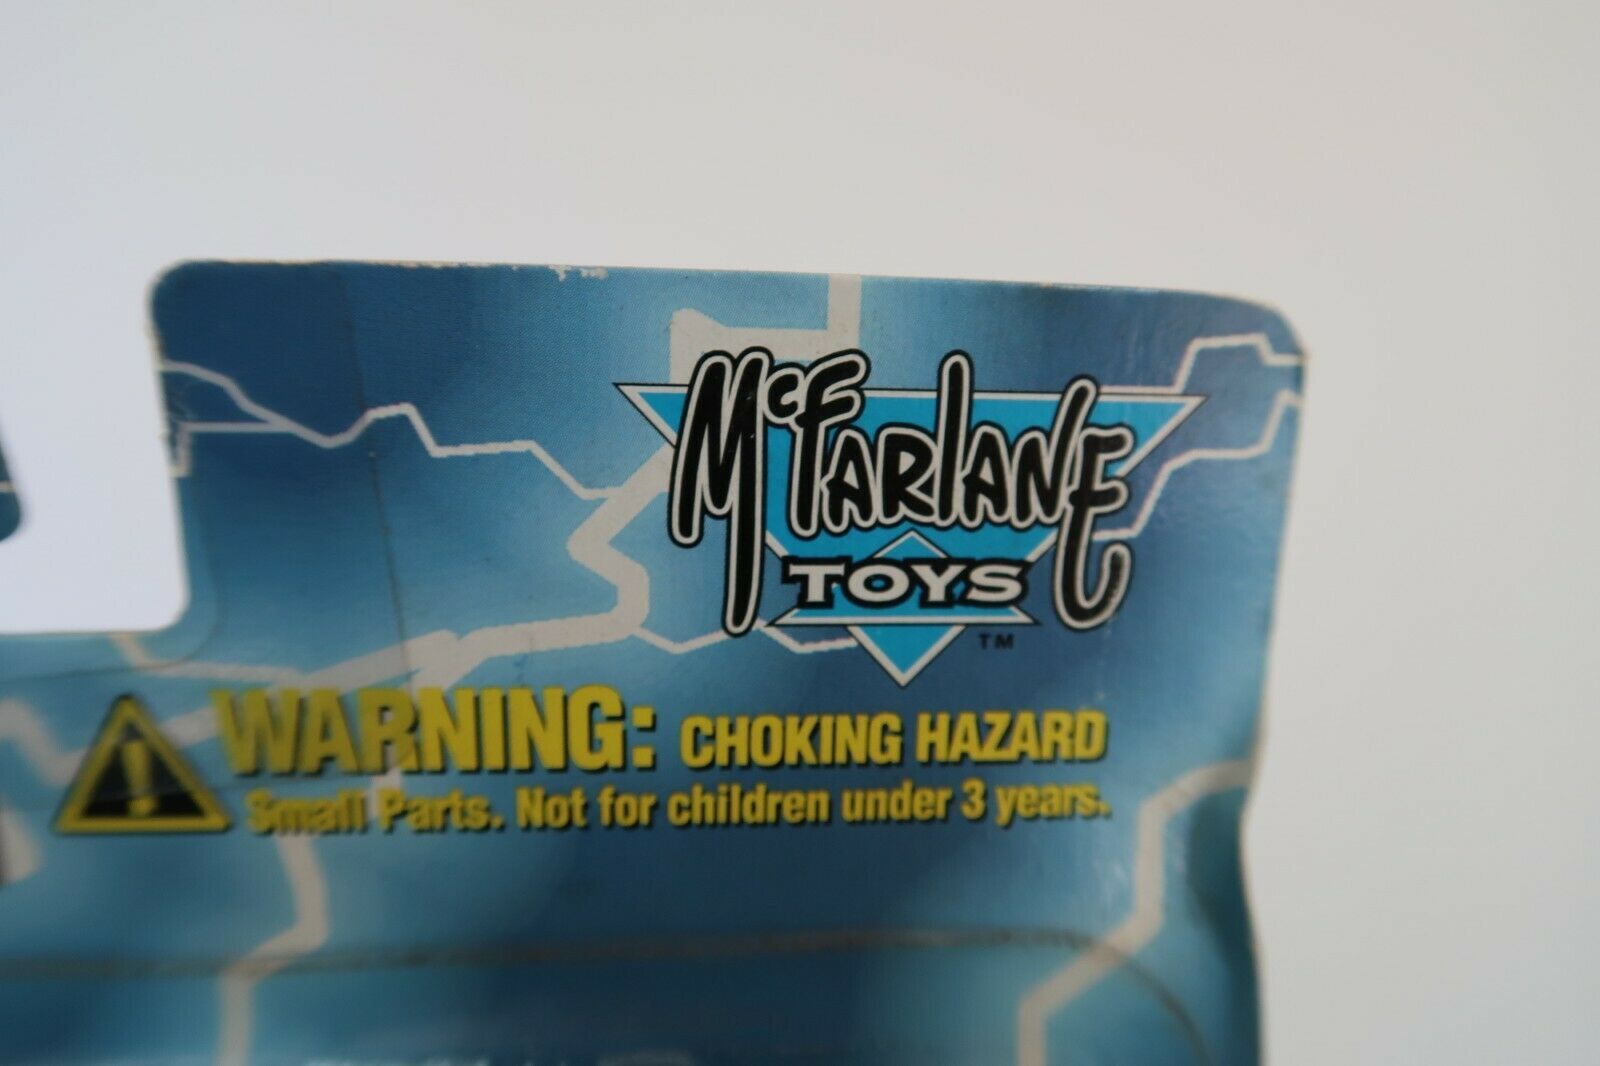 McFARLANE
TOYS
TM
WARNING: CHOKING HAZARD
Small Parts. Not for children under 3 years.